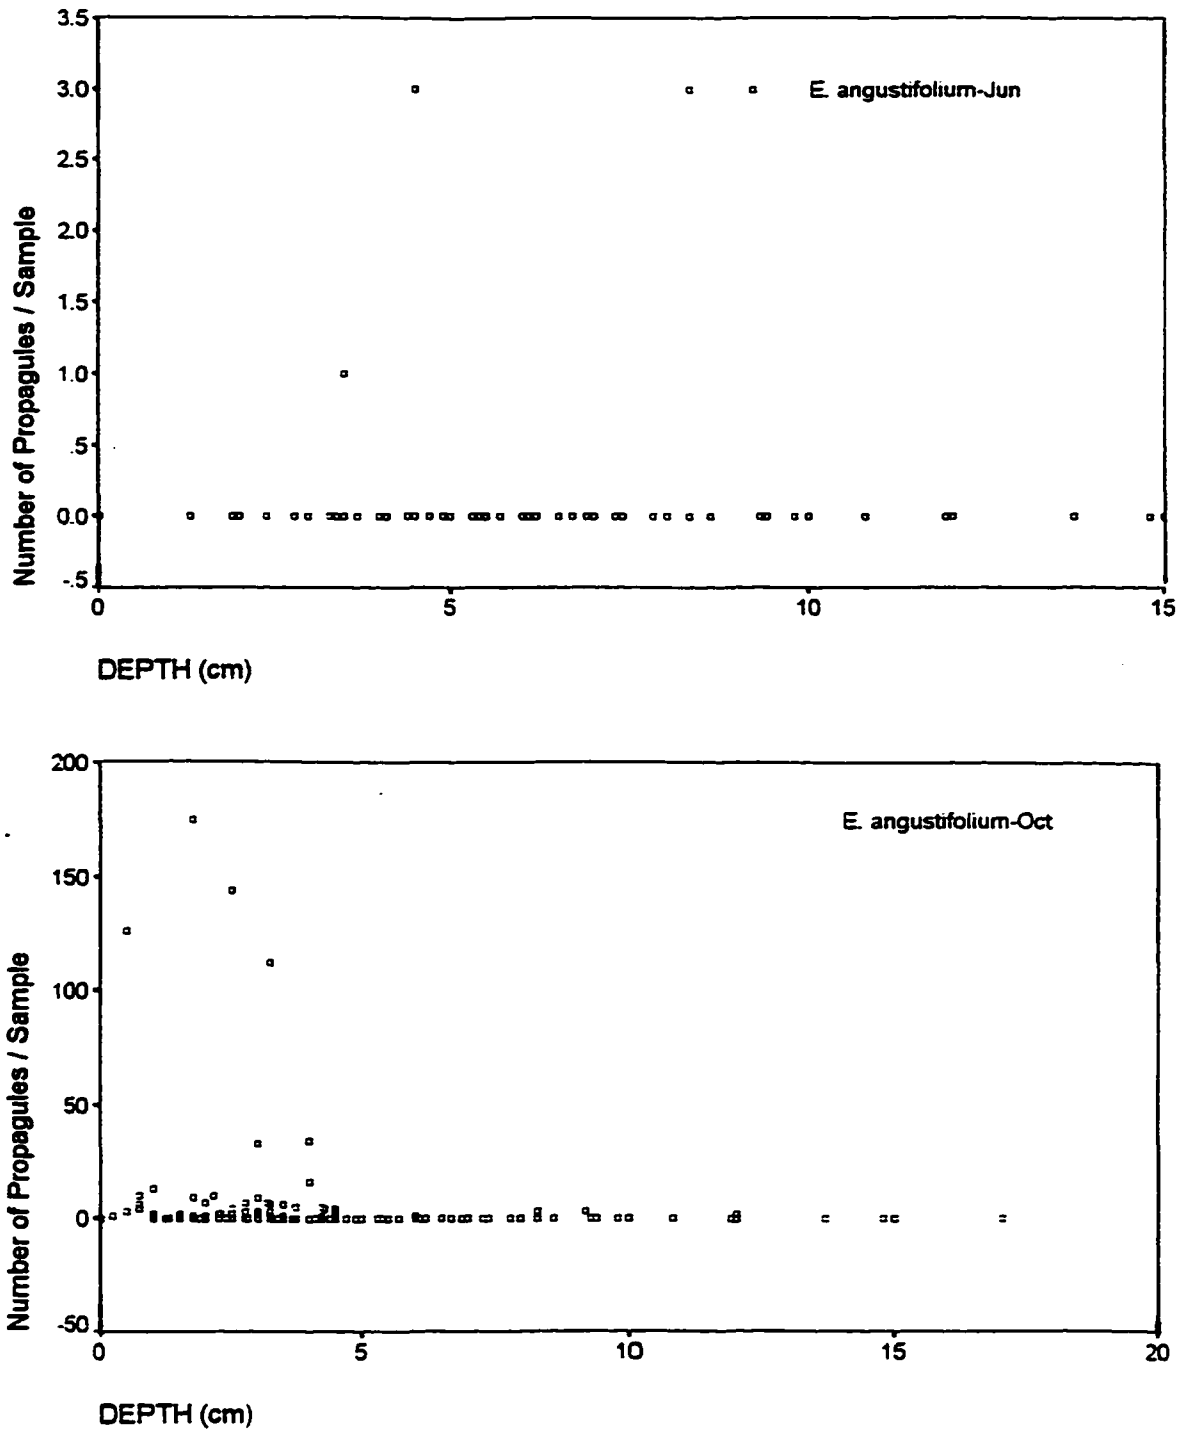 3.5
3.0
E. angustifolium-Jun
2.5
2.0
1.5
1.0
.5
0.0
-.5
0 5 10 15
Number of Propagules / Sample
DEPTH (cm)
200
E. angustifolium-Oct
150
100
50
0
-50
0 5 10 15 20
Number of Propagules / Sample
DEPTH (cm)